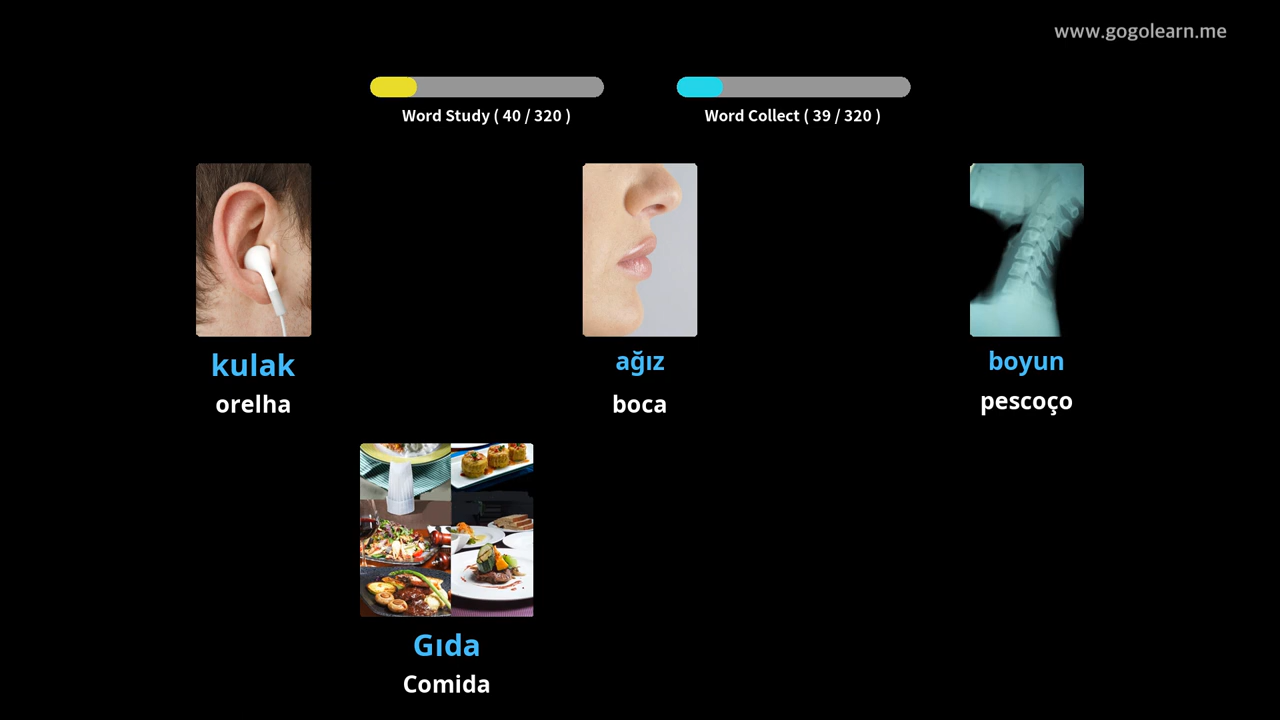 www.gogolearn.me
Word Study ( 40 / 320 )
Word Collect ( 39 / 320 )
kulak
orelha
ağız
boca
boyun
pescoço
Gıda
Comida